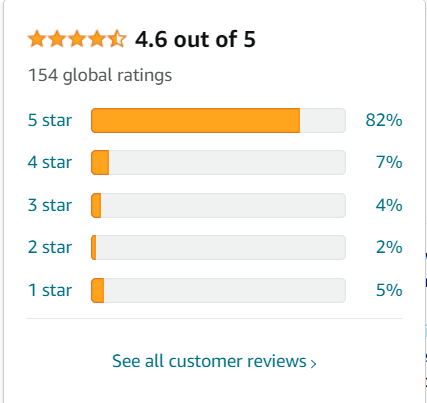 4.6 out of 5
154 global ratings
5 star 82%
4 star 7%
3 star 4%
2 star 2%
1 star 5%
See all customer reviews ›